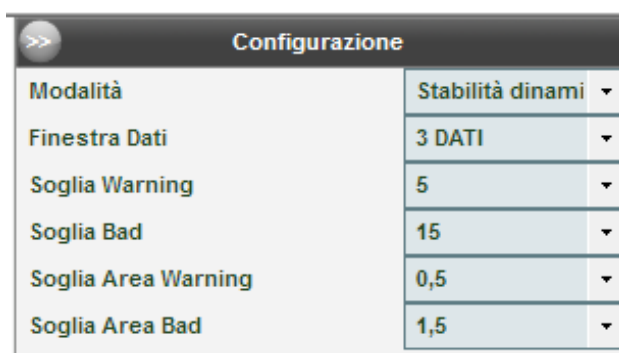 >> Configurazione
Modalità Stabilità dinami
Finestra Dati 3 DATI
Soglia Warning 5
Soglia Bad 15
Soglia Area Warning 0,5
Soglia Area Bad 1,5